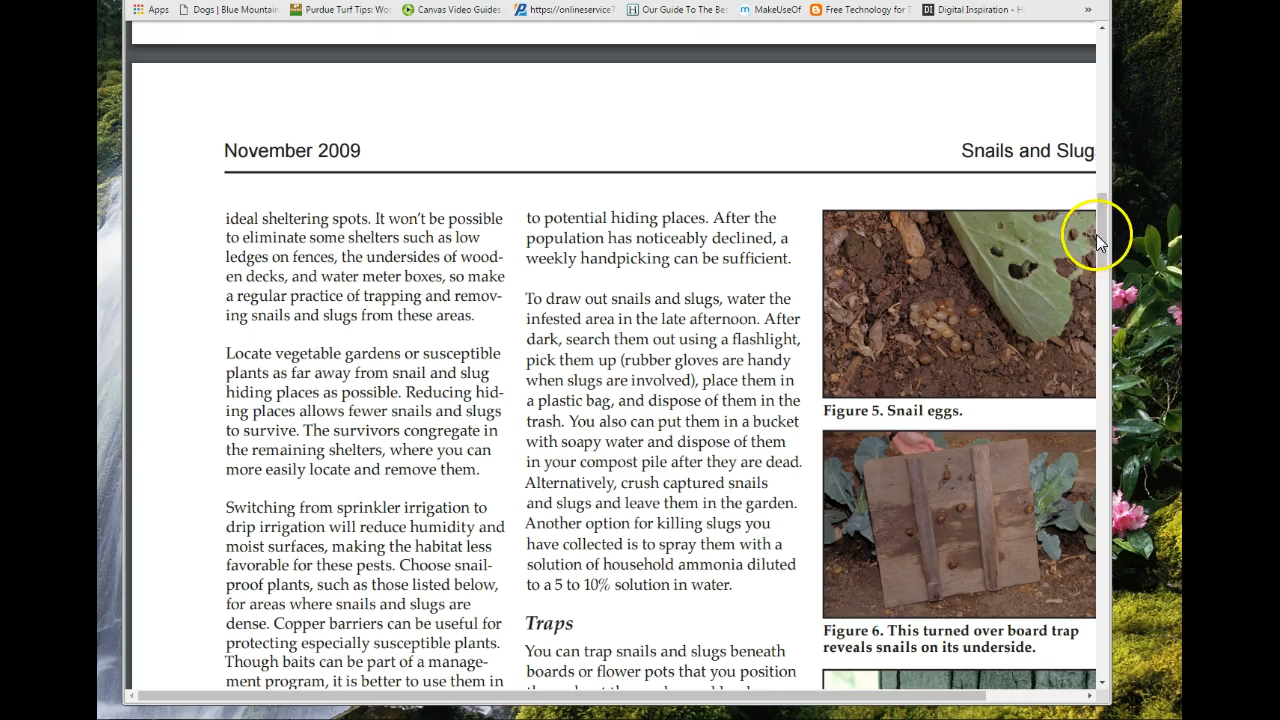 Apps
Dogs | Blue Mountain
Purdue Turf Tips: Wor
Canvas Video Guides
https://onlineservice7
Our Guide To The Bes
MakeUseOf
Free Technology for T
Digital Inspiration - H
»
November 2009
Snails and Slugs
ideal sheltering spots. It won't be possible
to eliminate some shelters such as low
ledges on fences, the undersides of wood-
en decks, and water meter boxes, so make
a regular practice of trapping and remov-
ing snails and slugs from these areas.
Locate vegetable gardens or susceptible
plants as far away from snail and slug
hiding places as possible. Reducing hid-
ing places allows fewer snails and slugs
to survive. The survivors congregate in
the remaining shelters, where you can
more easily locate and remove them.
Switching from sprinkler irrigation to
drip irrigation will reduce humidity and
moist surfaces, making the habitat less
favorable for these pests. Choose snail-
proof plants, such as those listed below,
for areas where snails and slugs are
dense. Copper barriers can be useful for
protecting especially susceptible plants.
Though baits can be part of a manage-
ment program, it is better to use them in
to potential hiding places. After the
population has noticeably declined, a
weekly handpicking can be sufficient.
To draw out snails and slugs, water the
infested area in the late afternoon. After
dark, search them out using a flashlight,
pick them up (rubber gloves are handy
when slugs are involved), place them in
a plastic bag, and dispose of them in the
trash. You also can put them in a bucket
with soapy water and dispose of them
in your compost pile after they are dead.
Alternatively, crush captured snails
and slugs and leave them in the garden.
Another option for killing slugs you
have collected is to spray them with a
solution of household ammonia diluted
to a 5 to 10% solution in water.
Traps
You can trap snails and slugs beneath
boards or flower pots that you position
Figure 5. Snail eggs.
Figure 6. This turned over board trap
reveals snails on its underside.